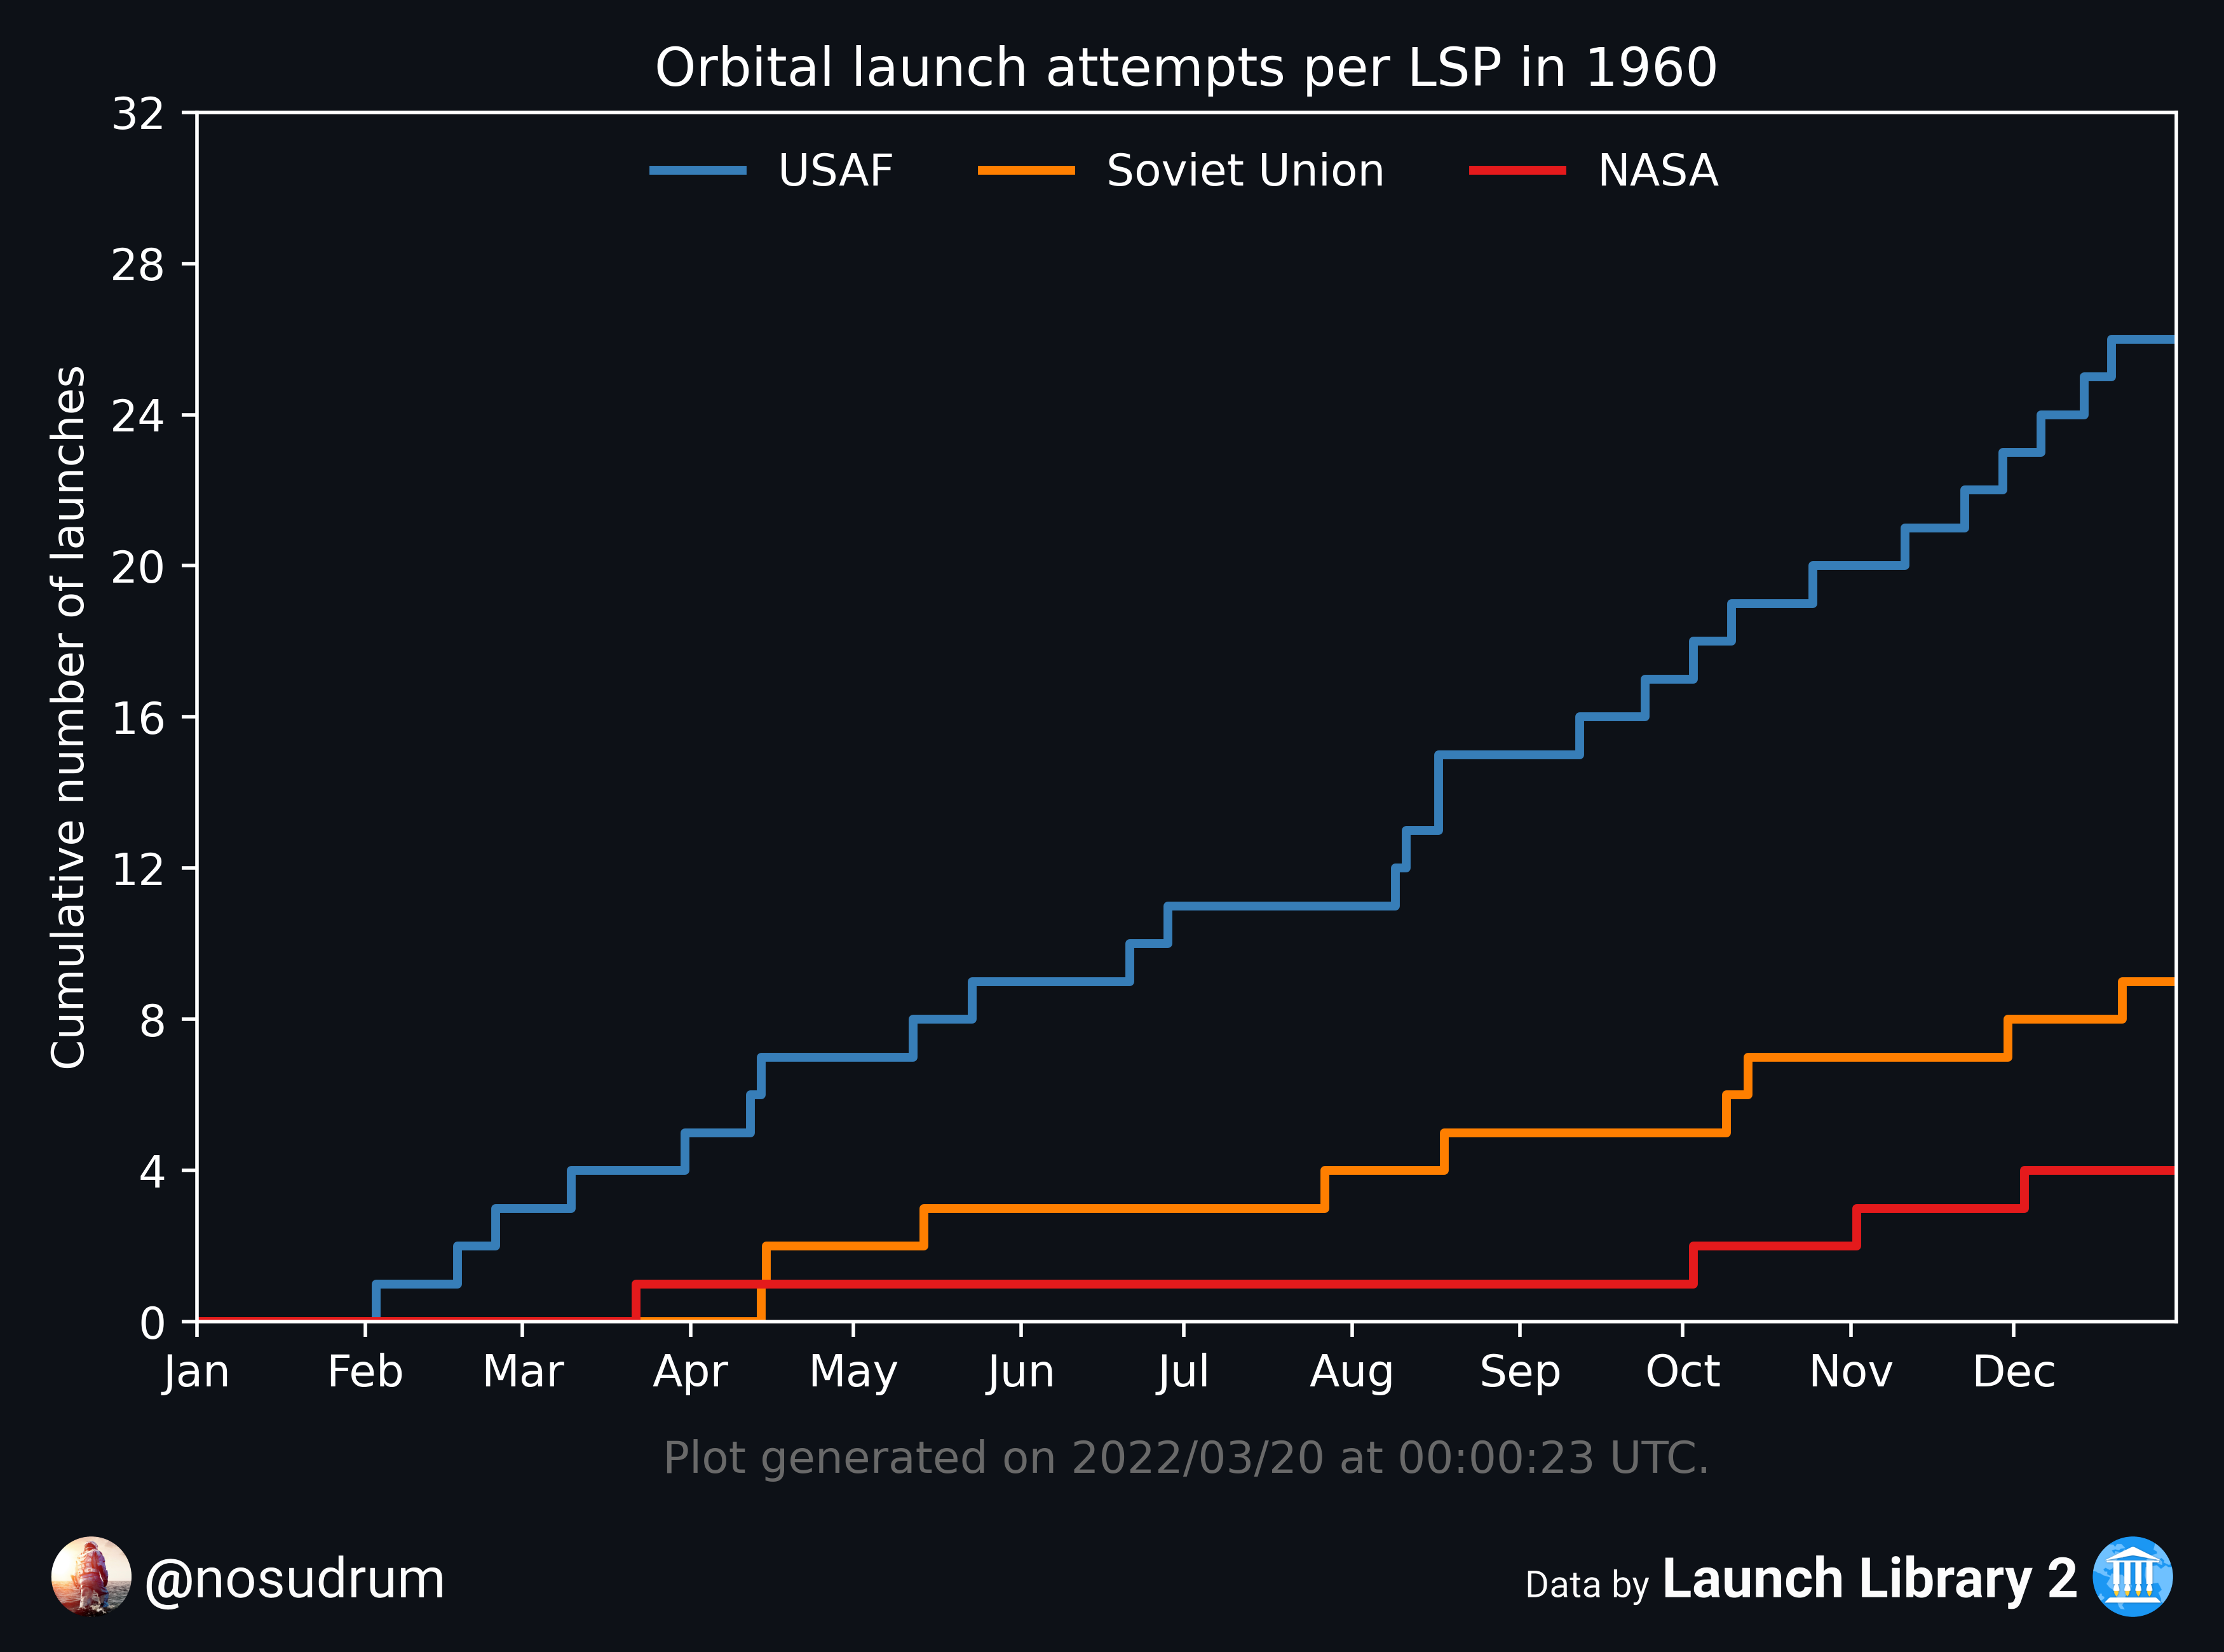 Orbital launch attempts per LSP in 1960
USAF Soviet Union NASA
Cumulative number of launches
32
28
24
20
16
12
8
4
0
Jan Feb Mar Apr May Jun Jul Aug Sep Oct Nov Dec
Plot generated on 2022/03/20 at 00:00:23 UTC.
@nosudrum
Data by Launch Library 2